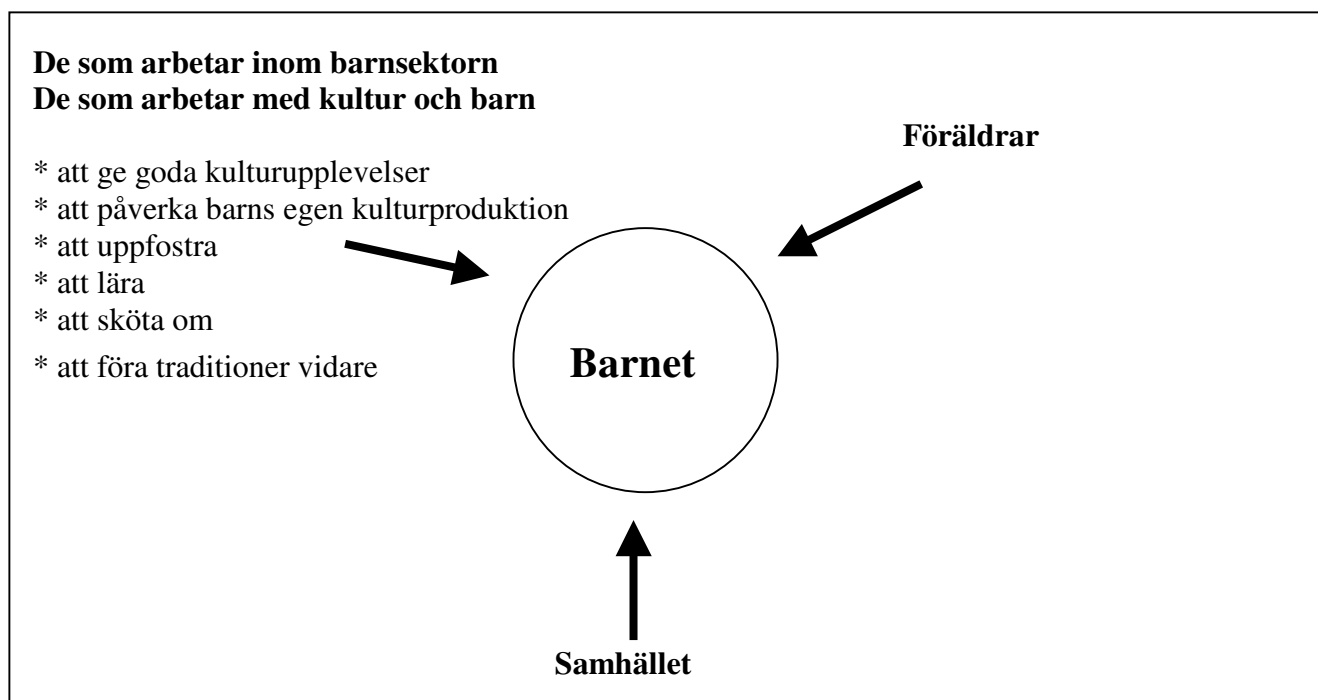 De som arbetar inom barnsektorn
De som arbetar med kultur och barn
Föräldrar
* att ge goda kulturupplevelser
* att påverka barns egen kulturproduktion
* att uppfostra
* att lära
* att sköta om
* att föra traditioner vidare
Barnet
Samhället